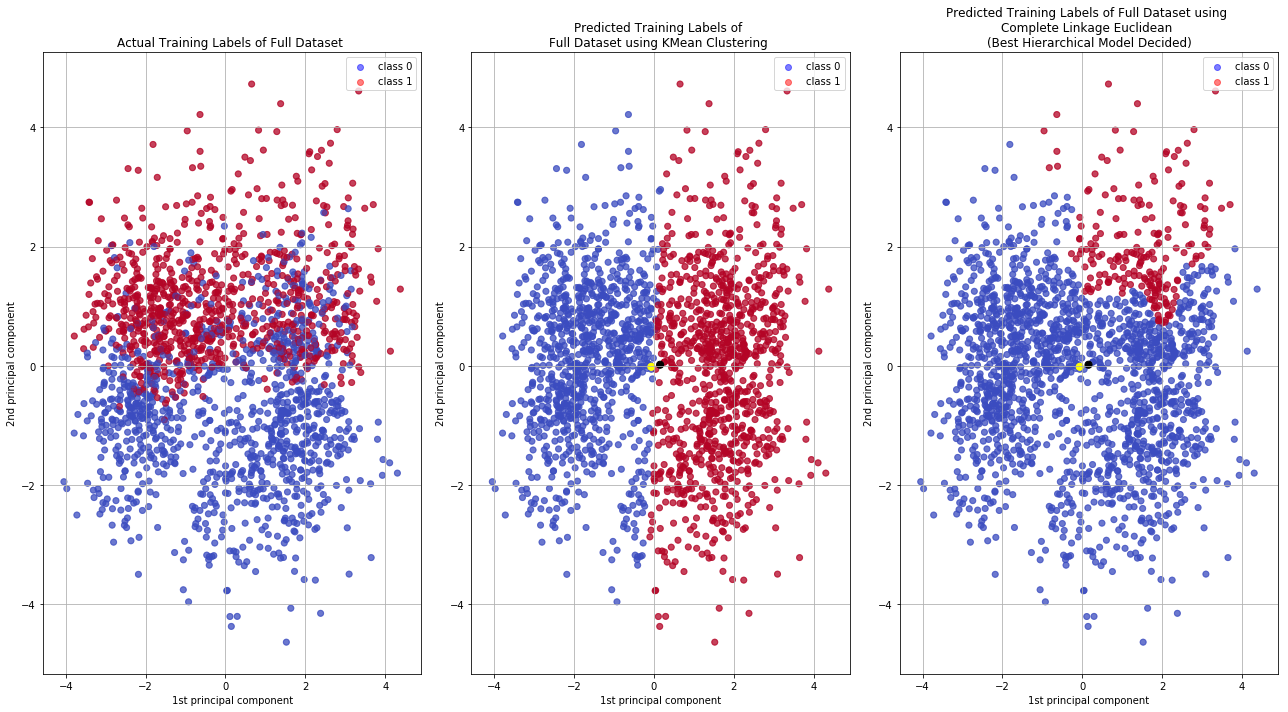 Actual Training Labels of Full Dataset
class 0
class 1
4
2
0
−2
−4
−4
−2
0
2
4
2nd principal component
1st principal component
Predicted Training Labels of
Full Dataset using KMean Clustering
class 0
class 1
4
2
0
−2
−4
−4
−2
0
2
4
2nd principal component
1st principal component
Predicted Training Labels of Full Dataset using
Complete Linkage Euclidean
(Best Hierarchical Model Decided)
class 0
class 1
4
2
0
−2
−4
−4
−2
0
2
4
2nd principal component
1st principal component